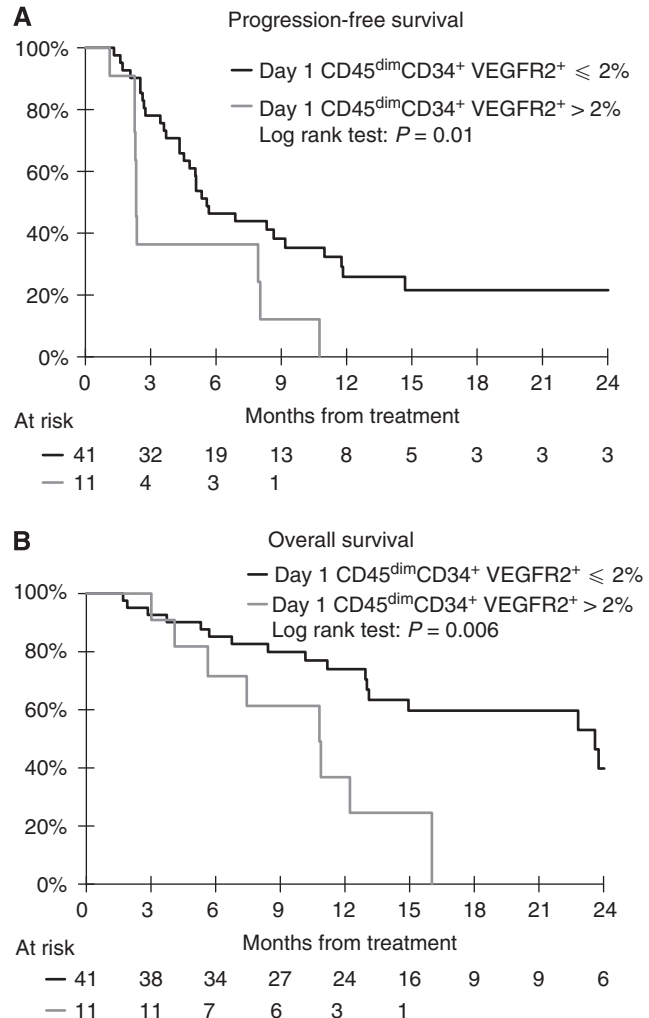 A
Progression-free survival
100%
80%
60%
40%
20%
0%
Day 1 CD45dimCD34+ VEGFR2+ ⩽ 2%
Day 1 CD45dimCD34+ VEGFR2+ > 2%
Log rank test: P = 0.01
0 3 6 9 12 15 18 21 24
Months from treatment
At risk
41 32 19 13 8 5 3 3 3
11 4 3 1
B
Overall survival
100%
80%
60%
40%
20%
0%
Day 1 CD45dimCD34+ VEGFR2+ ⩽ 2%
Day 1 CD45dimCD34+ VEGFR2+ > 2%
Log rank test: P = 0.006
0 3 6 9 12 15 18 21 24
Months from treatment
At risk
41 38 34 27 24 16 9 9 6
11 11 7 6 3 1